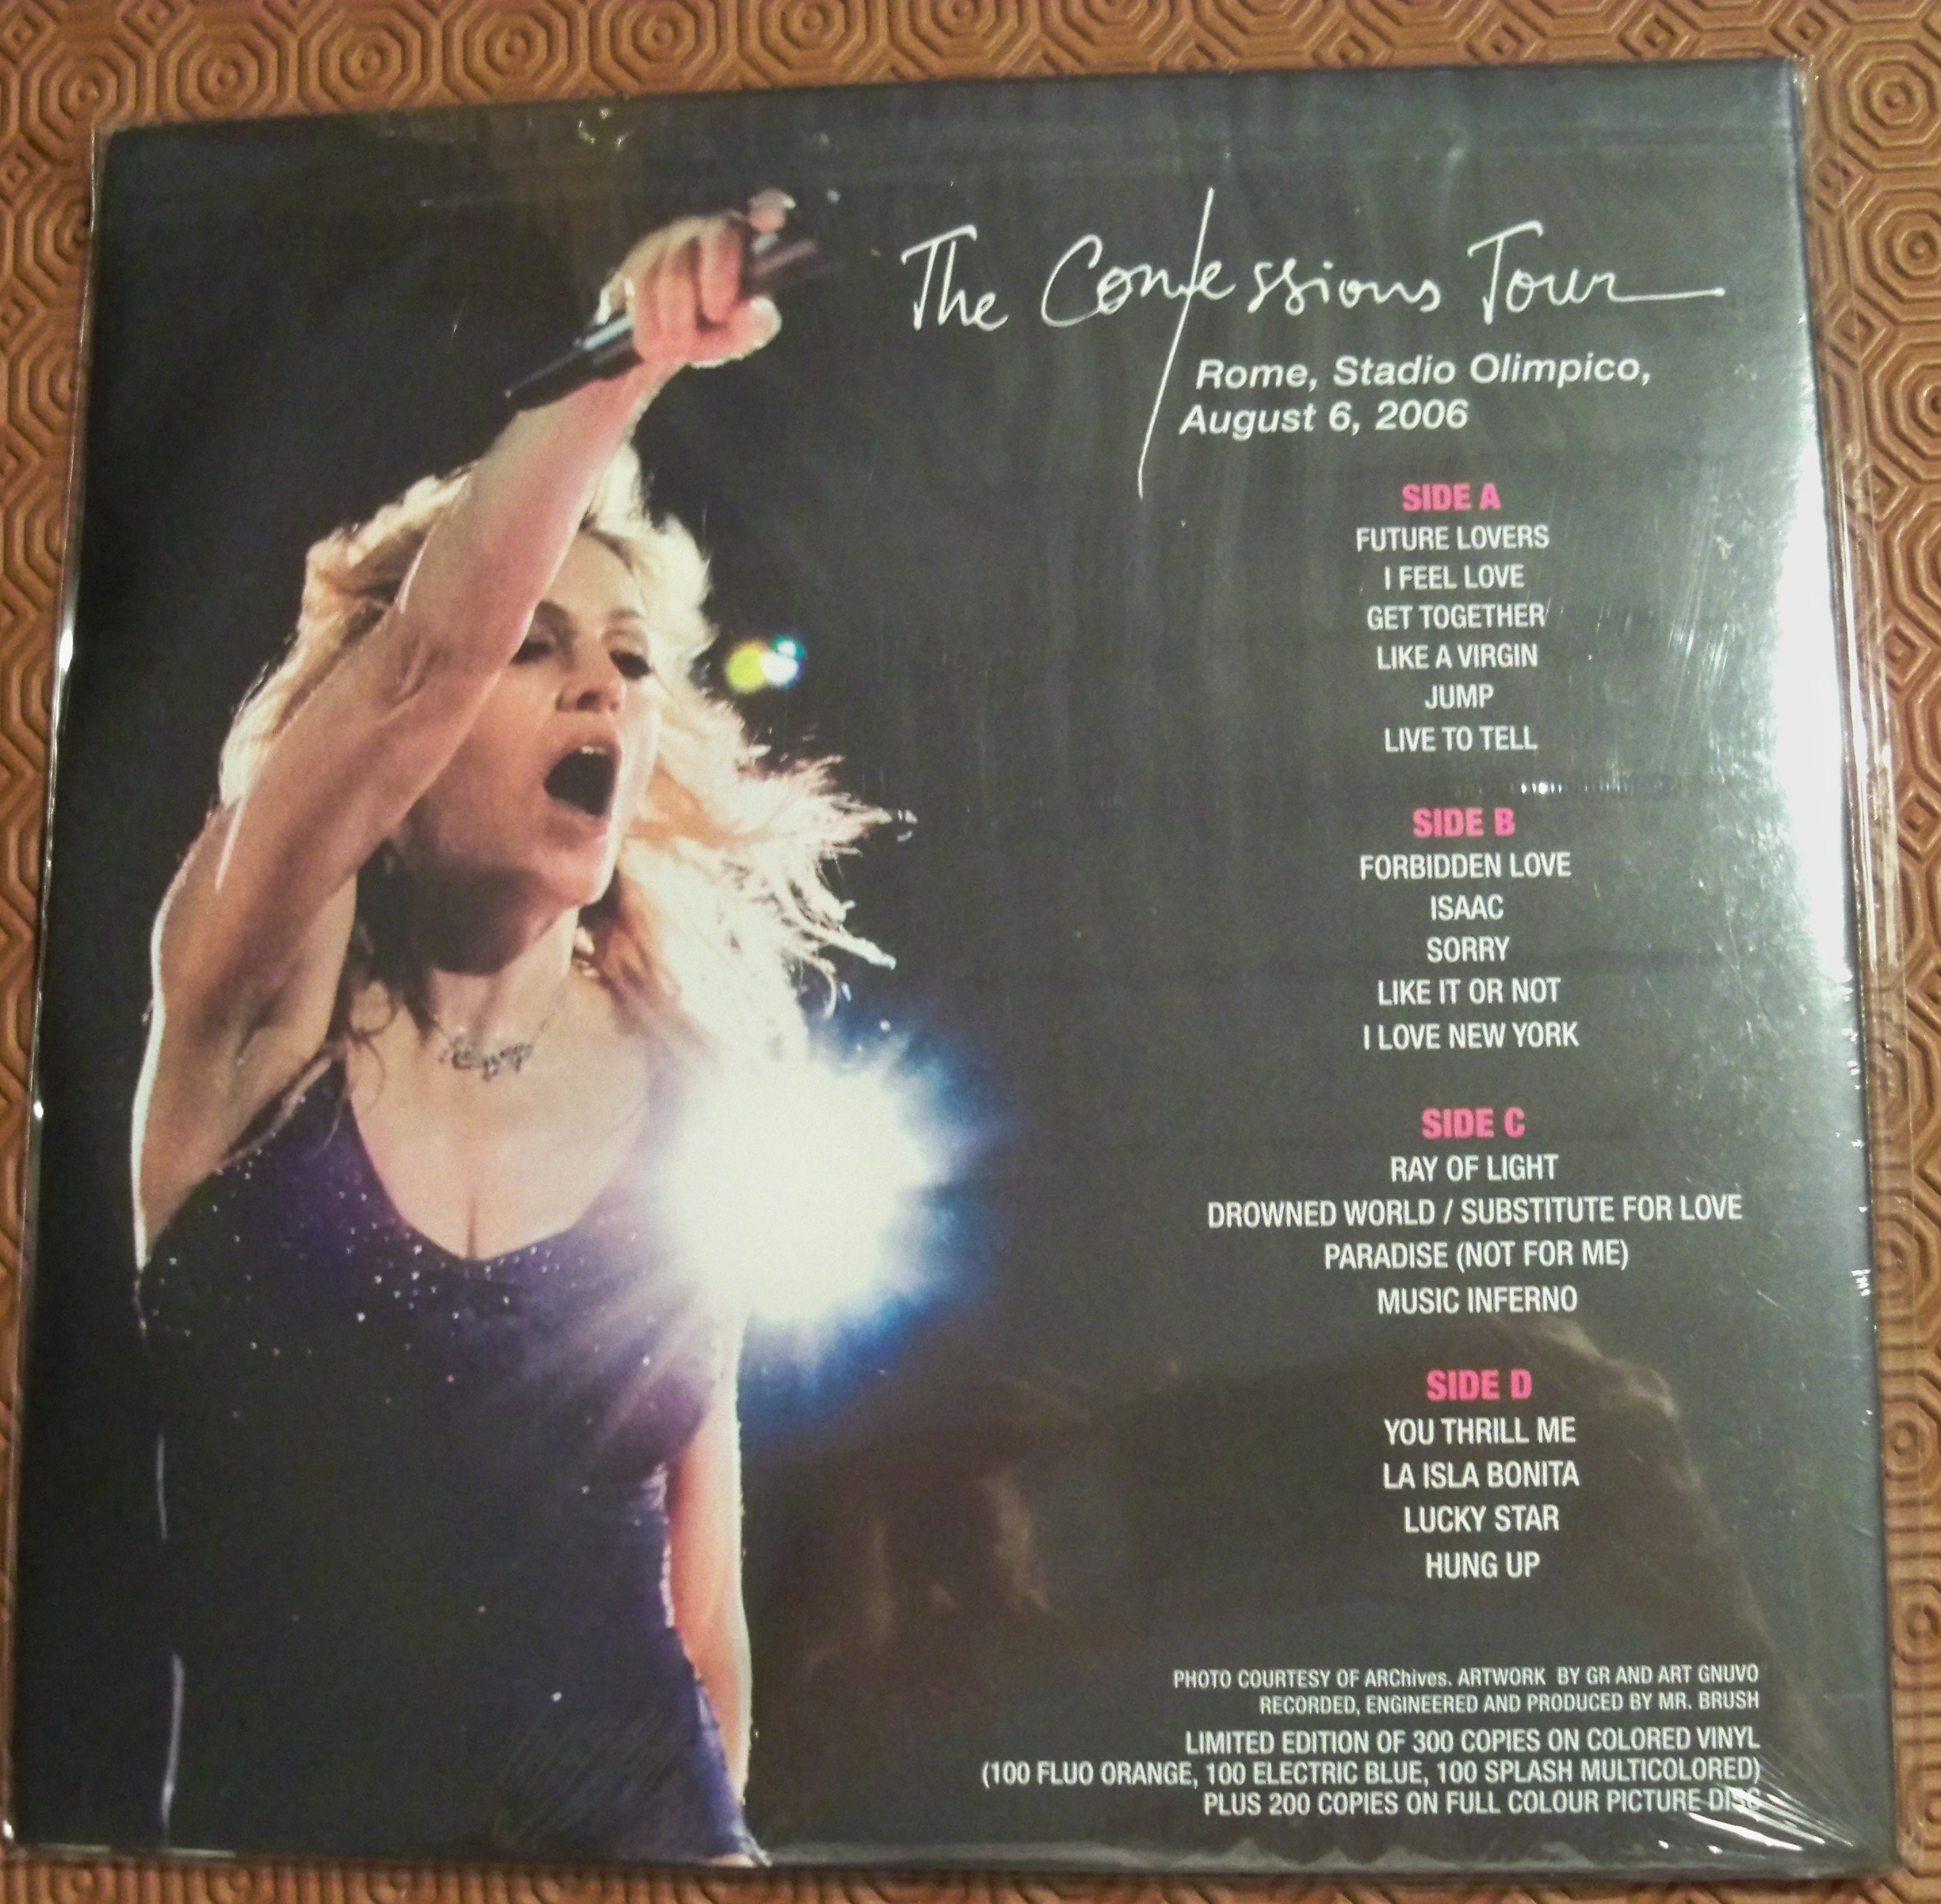 The Confessions Tour
Rome, Stadio Olimpico,
August 6, 2006
SIDE A
FUTURE LOVERS
I FEEL LOVE
GET TOGETHER
LIKE A VIRGIN
JUMP
LIVE TO TELL
SIDE B
FORBIDDEN LOVE
ISAAC
SORRY
LIKE IT OR NOT
I LOVE NEW YORK
SIDE C
RAY OF LIGHT
DROWNED WORLD / SUBSTITUTE FOR LOVE
PARADISE (NOT FOR ME)
MUSIC INFERNO
SIDE D
YOU THRILL ME
LA ISLA BONITA
LUCKY STAR
HUNG UP
PHOTO COURTESY OF ARChives. ARTWORK BY GR AND ART GNUVO
RECORDED, ENGINEERED AND PRODUCED BY MR. BRUSH
LIMITED EDITION OF 300 COPIES ON COLORED VINYL
(100 FLUO ORANGE, 100 ELECTRIC BLUE, 100 SPLASH MULTICOLORED)
PLUS 200 COPIES ON FULL COLOUR PICTURE DISC